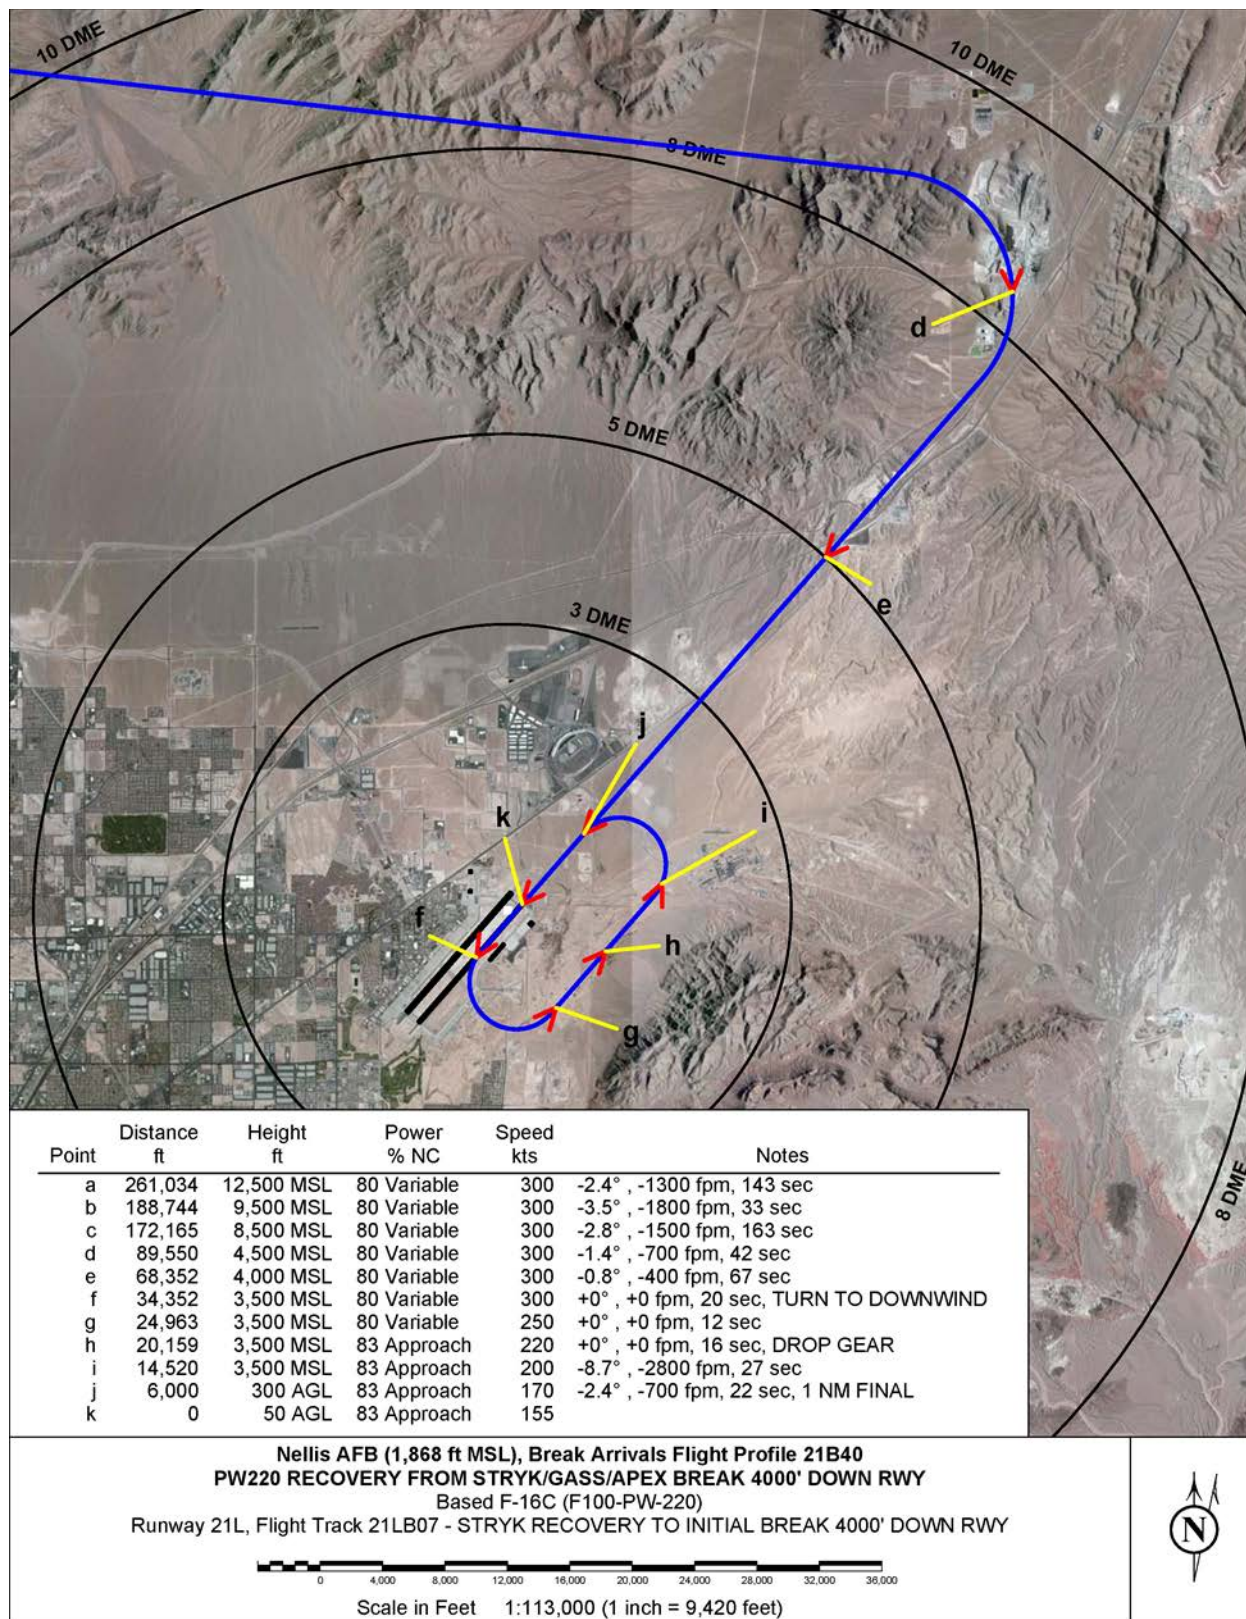 10 DME
10 DME
8 DME
d
5 DME
e
3 DME
j
k
i
f
h
g
8 DME
Distance Height Power Speed
Point ft ft % NC kts Notes
a 261,034 12,500 MSL 80 Variable 300 -2.4° , -1300 fpm, 143 sec
b 188,744 9,500 MSL 80 Variable 300 -3.5° , -1800 fpm, 33 sec
c 172,165 8,500 MSL 80 Variable 300 -2.8° , -1500 fpm, 163 sec
d 89,550 4,500 MSL 80 Variable 300 -1.4° , -700 fpm, 42 sec
e 68,352 4,000 MSL 80 Variable 300 -0.8° , -400 fpm, 67 sec
f 34,352 3,500 MSL 80 Variable 300 +0° , +0 fpm, 20 sec, TURN TO DOWNWIND
g 24,963 3,500 MSL 80 Variable 250 +0° , +0 fpm, 12 sec
h 20,159 3,500 MSL 83 Approach 220 +0° , +0 fpm, 16 sec, DROP GEAR
i 14,520 3,500 MSL 83 Approach 200 -8.7° , -2800 fpm, 27 sec
j 6,000 300 AGL 83 Approach 170 -2.4° , -700 fpm, 22 sec, 1 NM FINAL
k 0 50 AGL 83 Approach 155
Nellis AFB (1,868 ft MSL), Break Arrivals Flight Profile 21B40
PW220 RECOVERY FROM STRYK/GASS/APEX BREAK 4000' DOWN RWY
Based F-16C (F100-PW-220)
Runway 21L, Flight Track 21LB07 - STRYK RECOVERY TO INITIAL BREAK 4000' DOWN RWY
N
0 4,000 8,000 12,000 16,000 20,000 24,000 28,000 32,000 36,000
Scale in Feet 1:113,000 (1 inch = 9,420 feet)